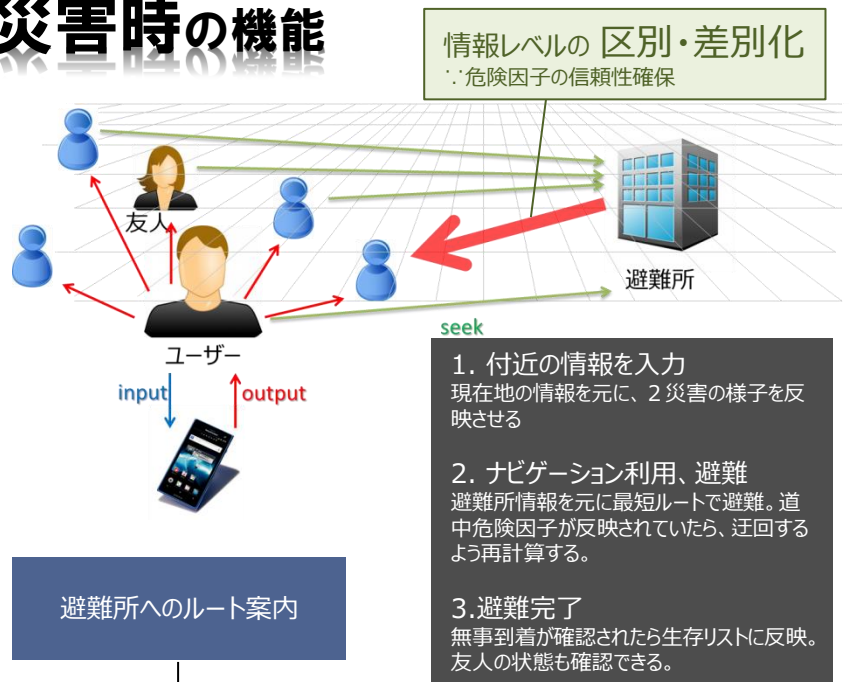 災害時の機能
情報レベルの 区別・差別化
∵危険因子の信頼性確保
友人
避難所
ユーザー
seek
input
output
1. 付近の情報を入力
現在地の情報を元に、２災害の様子を反
映させる
2. ナビゲーション利用、避難
避難所情報を元に最短ルートで避難。道
中危険因子が反映されていたら、迂回する
よう再計算する。
3.避難完了
無事到着が確認されたら生存リストに反映。
友人の状態も確認できる。
避難所へのルート案内